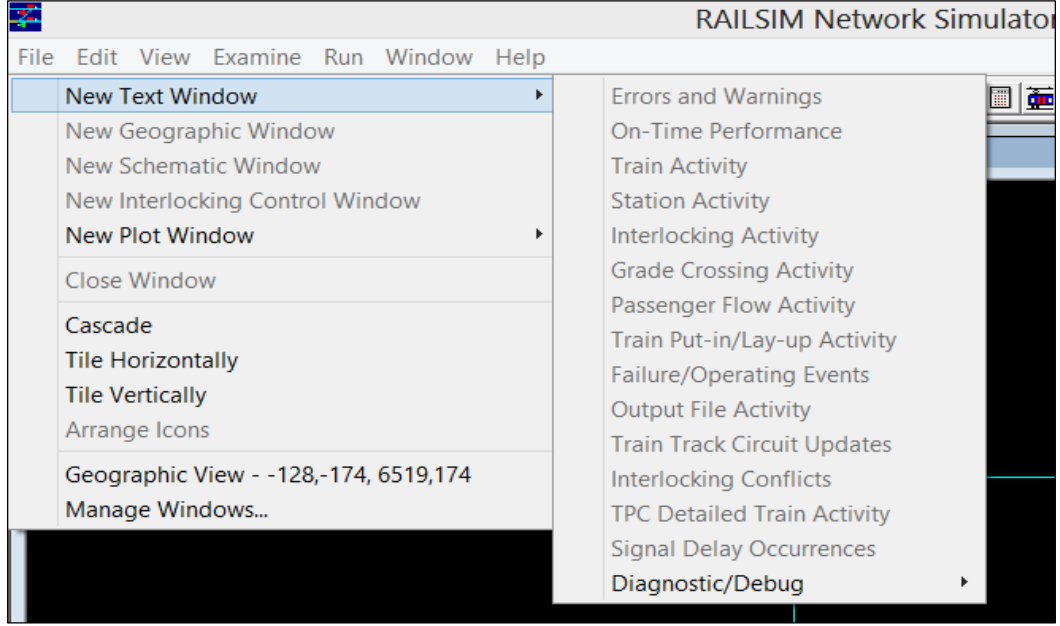 RAILSIM Network Simulator
File Edit View Examine Run Window Help
New Text Window
New Geographic Window
New Schematic Window
New Interlocking Control Window
New Plot Window
Close Window
Cascade
Tile Horizontally
Tile Vertically
Arrange Icons
Geographic View - -128,-174, 6519,174
Manage Windows...
Errors and Warnings
On-Time Performance
Train Activity
Station Activity
Interlocking Activity
Grade Crossing Activity
Passenger Flow Activity
Train Put-in/Lay-up Activity
Failure/Operating Events
Output File Activity
Train Track Circuit Updates
Interlocking Conflicts
TPC Detailed Train Activity
Signal Delay Occurrences
Diagnostic/Debug